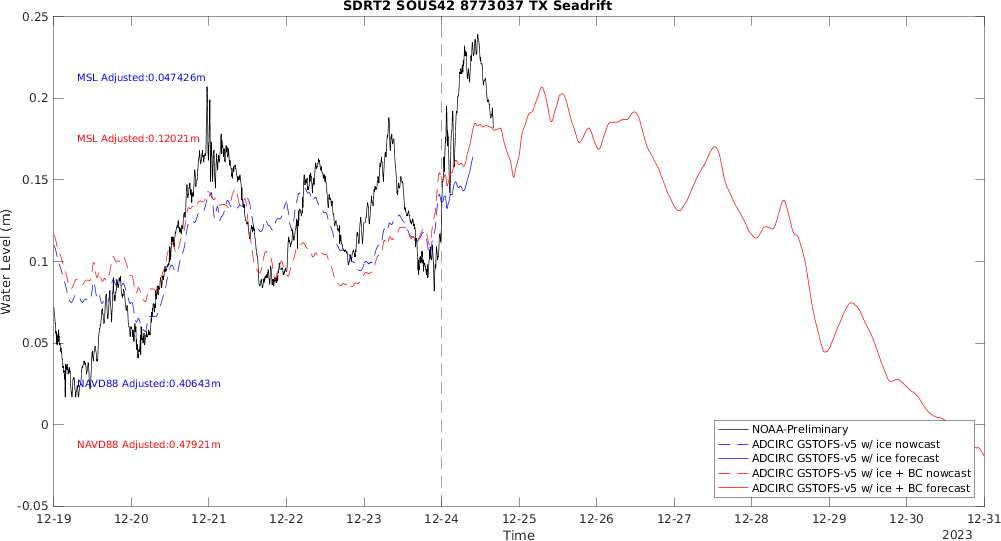 SDRT2 SOUS42 8773037 TX Seadrift
0.25
0.2
0.15
0.1
0.05
0
-0.05
Water Level (m)
MSL Adjusted:0.047426m
MSL Adjusted:0.12021m
NAVD88 Adjusted:0.40643m
NAVD88 Adjusted:0.47921m
NOAA-Preliminary
ADCIRC GSTOFS-v5 w/ ice nowcast
ADCIRC GSTOFS-v5 w/ ice forecast
ADCIRC GSTOFS-v5 w/ ice + BC nowcast
ADCIRC GSTOFS-v5 w/ ice + BC forecast
12-19 12-20 12-21 12-22 12-23 12-24 12-25 12-26 12-27 12-28 12-29 12-30 12-31
Time
2023